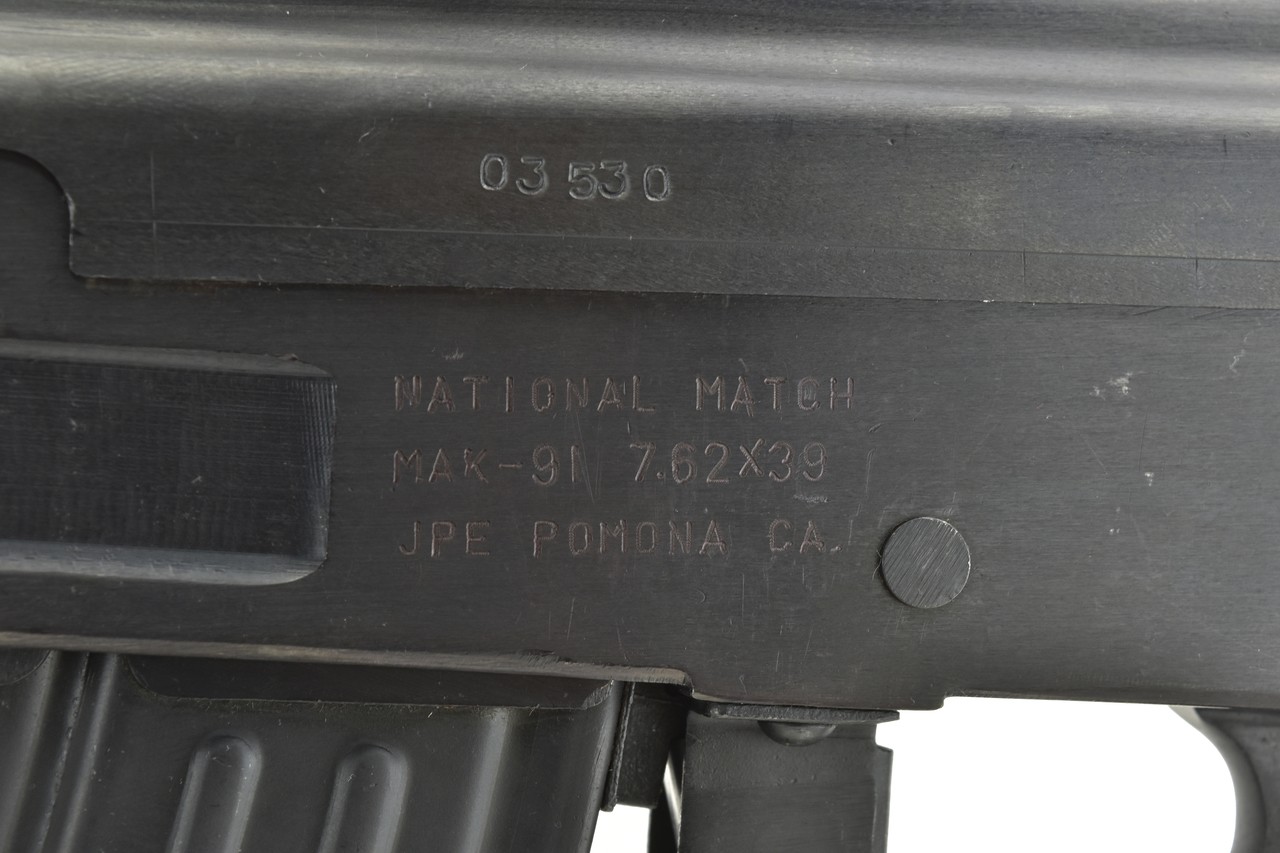 03530
NATIONAL MATCH
MAK-91 7.62X39
JPE POMONA CA.